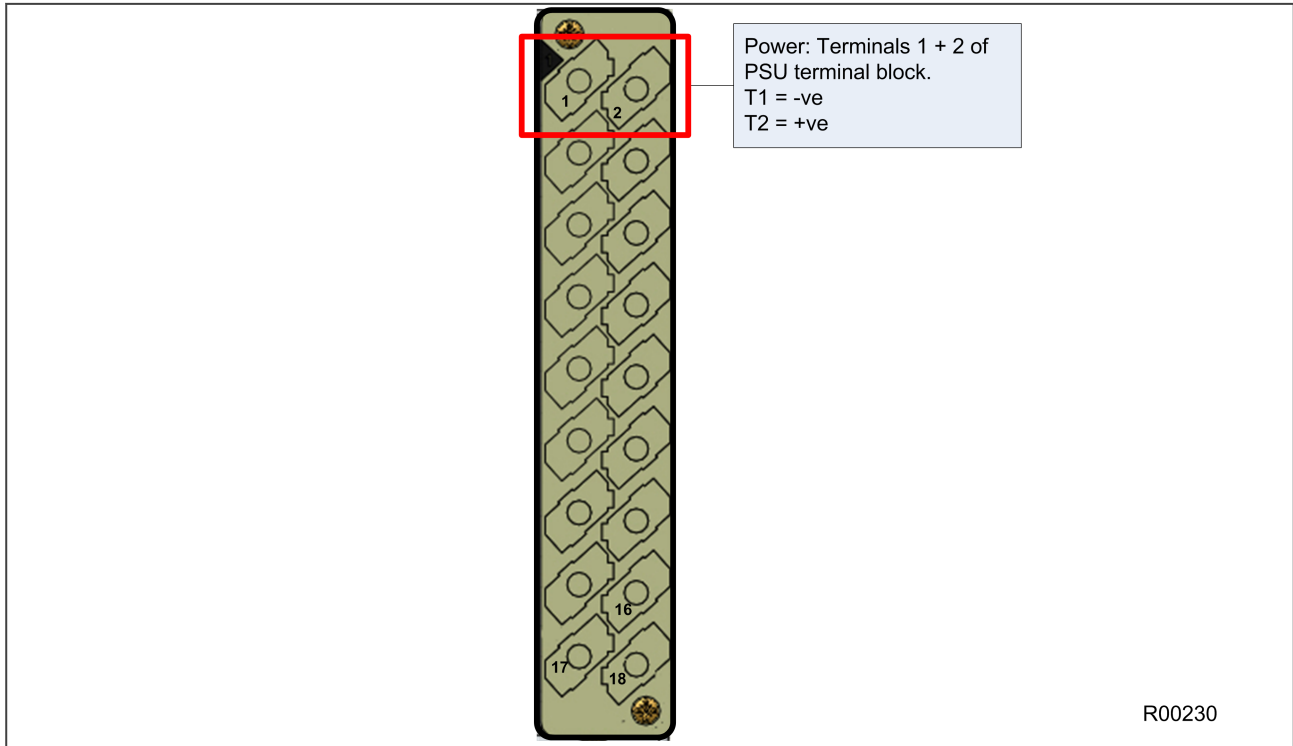 Power: Terminals 1 + 2 of
PSU terminal block.
T1 = -ve
T2 = +ve
1
2
16
17
18
R00230